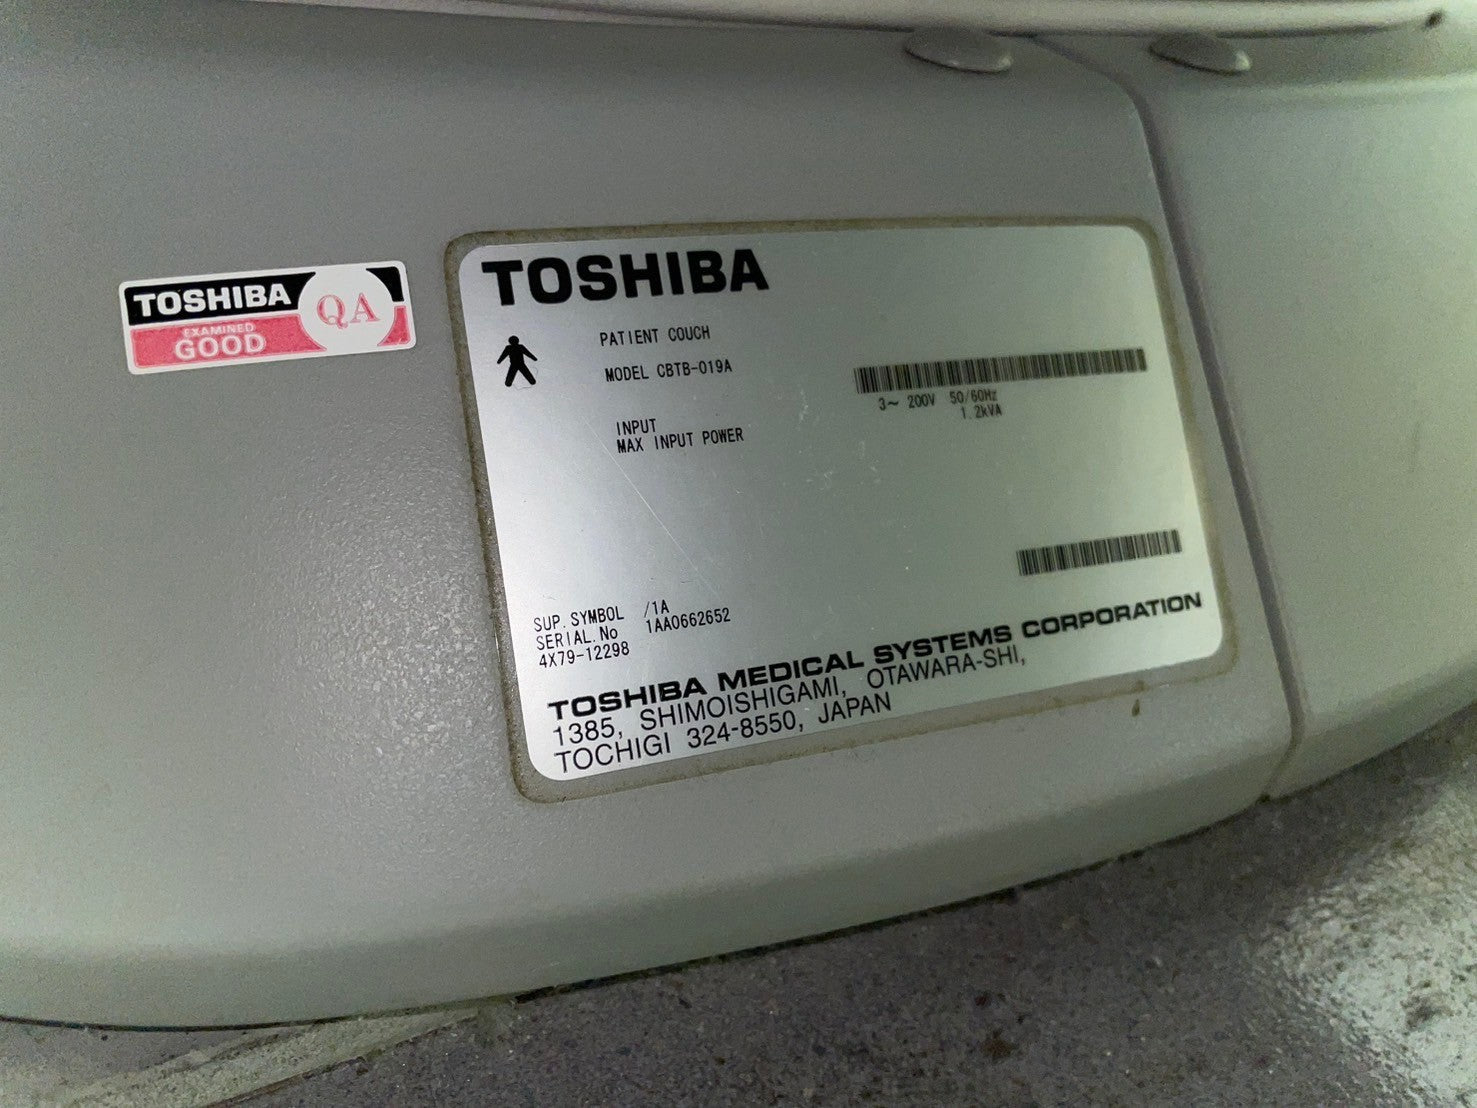 TOSHIBA
QA
EXAMINED
GOOD
TOSHIBA
PATIENT COUCH
MODEL CBTB-019A
INPUT 3~ 200V 50/60Hz
MAX INPUT POWER 1.2kVA
SUP. SYMBOL /1A
SERIAL. No 1AA0662652
4X79-12298
TOSHIBA MEDICAL SYSTEMS CORPORATION
1385, SHIMOISHIGAMI, OTAWARA-SHI,
TOCHIGI 324-8550, JAPAN